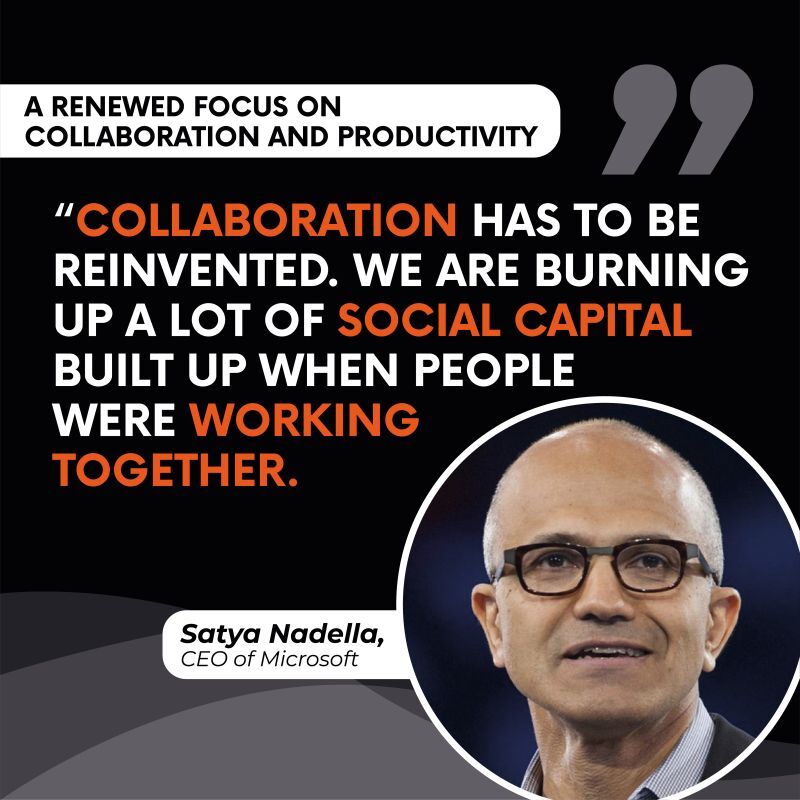 A RENEWED FOCUS ON
COLLABORATION AND PRODUCTIVITY
“COLLABORATION HAS TO BE
REINVENTED. WE ARE BURNING
UP A LOT OF SOCIAL CAPITAL
BUILT UP WHEN PEOPLE
WERE WORKING
TOGETHER.
Satya Nadella,
CEO of Microsoft